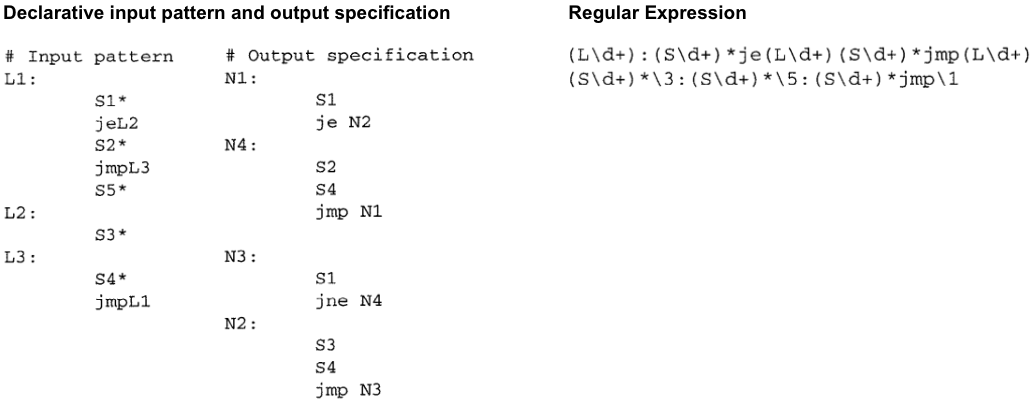 Declarative input pattern and output specification
# Input pattern
L1:
S1*
jeL2
S2*
jmpL3
S5*
L2:
S3*
L3:
S4*
jmpL1
# Output specification
N1:
S1
je N2
N4:
S2
S4
jmp N1
N3:
S1
jne N4
N2:
S3
S4
jmp N3
Regular Expression
(L\d+):(S\d+)*je(L\d+)(S\d+)*jmp(L\d+)
(S\d+)*\3:(S\d+)*\5:(S\d+)*jmp\1